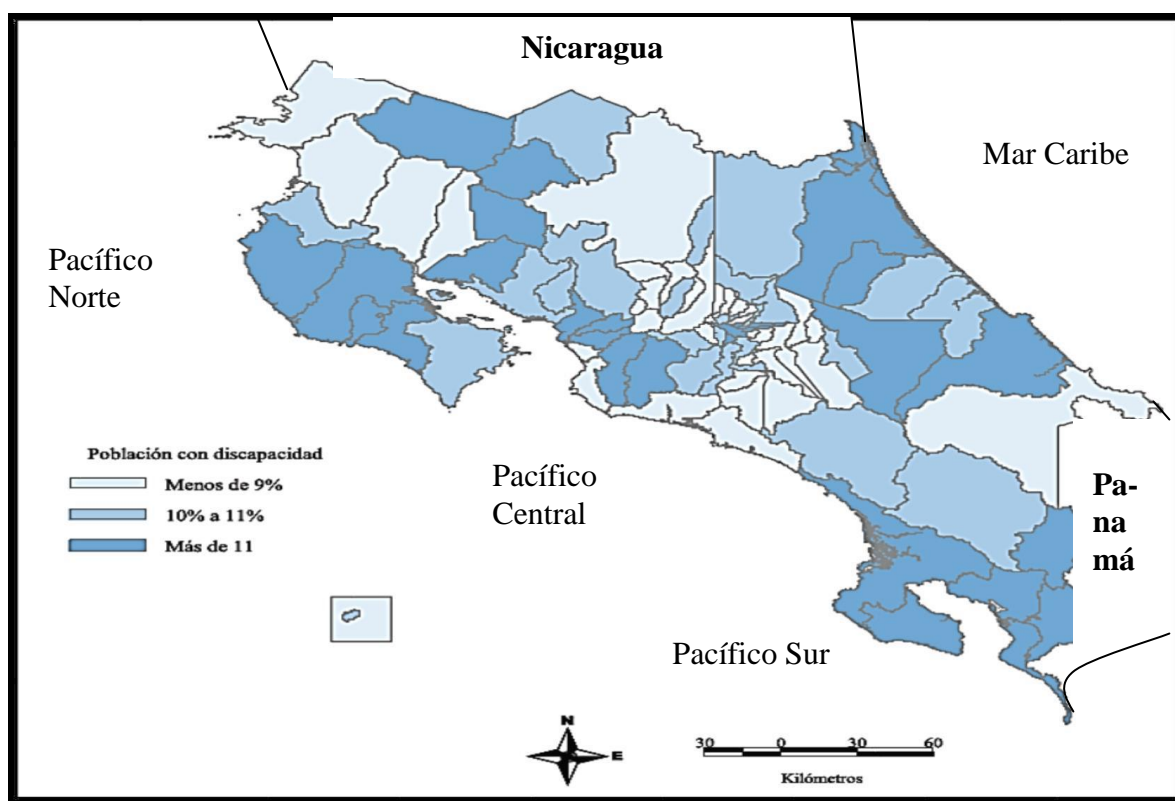 Nicaragua
Mar Caribe
Pacífico
Norte
Población con discapacidad
Menos de 9%
10% a 11%
Más de 11
Pacífico
Central
Pa-
na
má
Pacífico Sur
N
E
30 0 30 60
Kilómetros